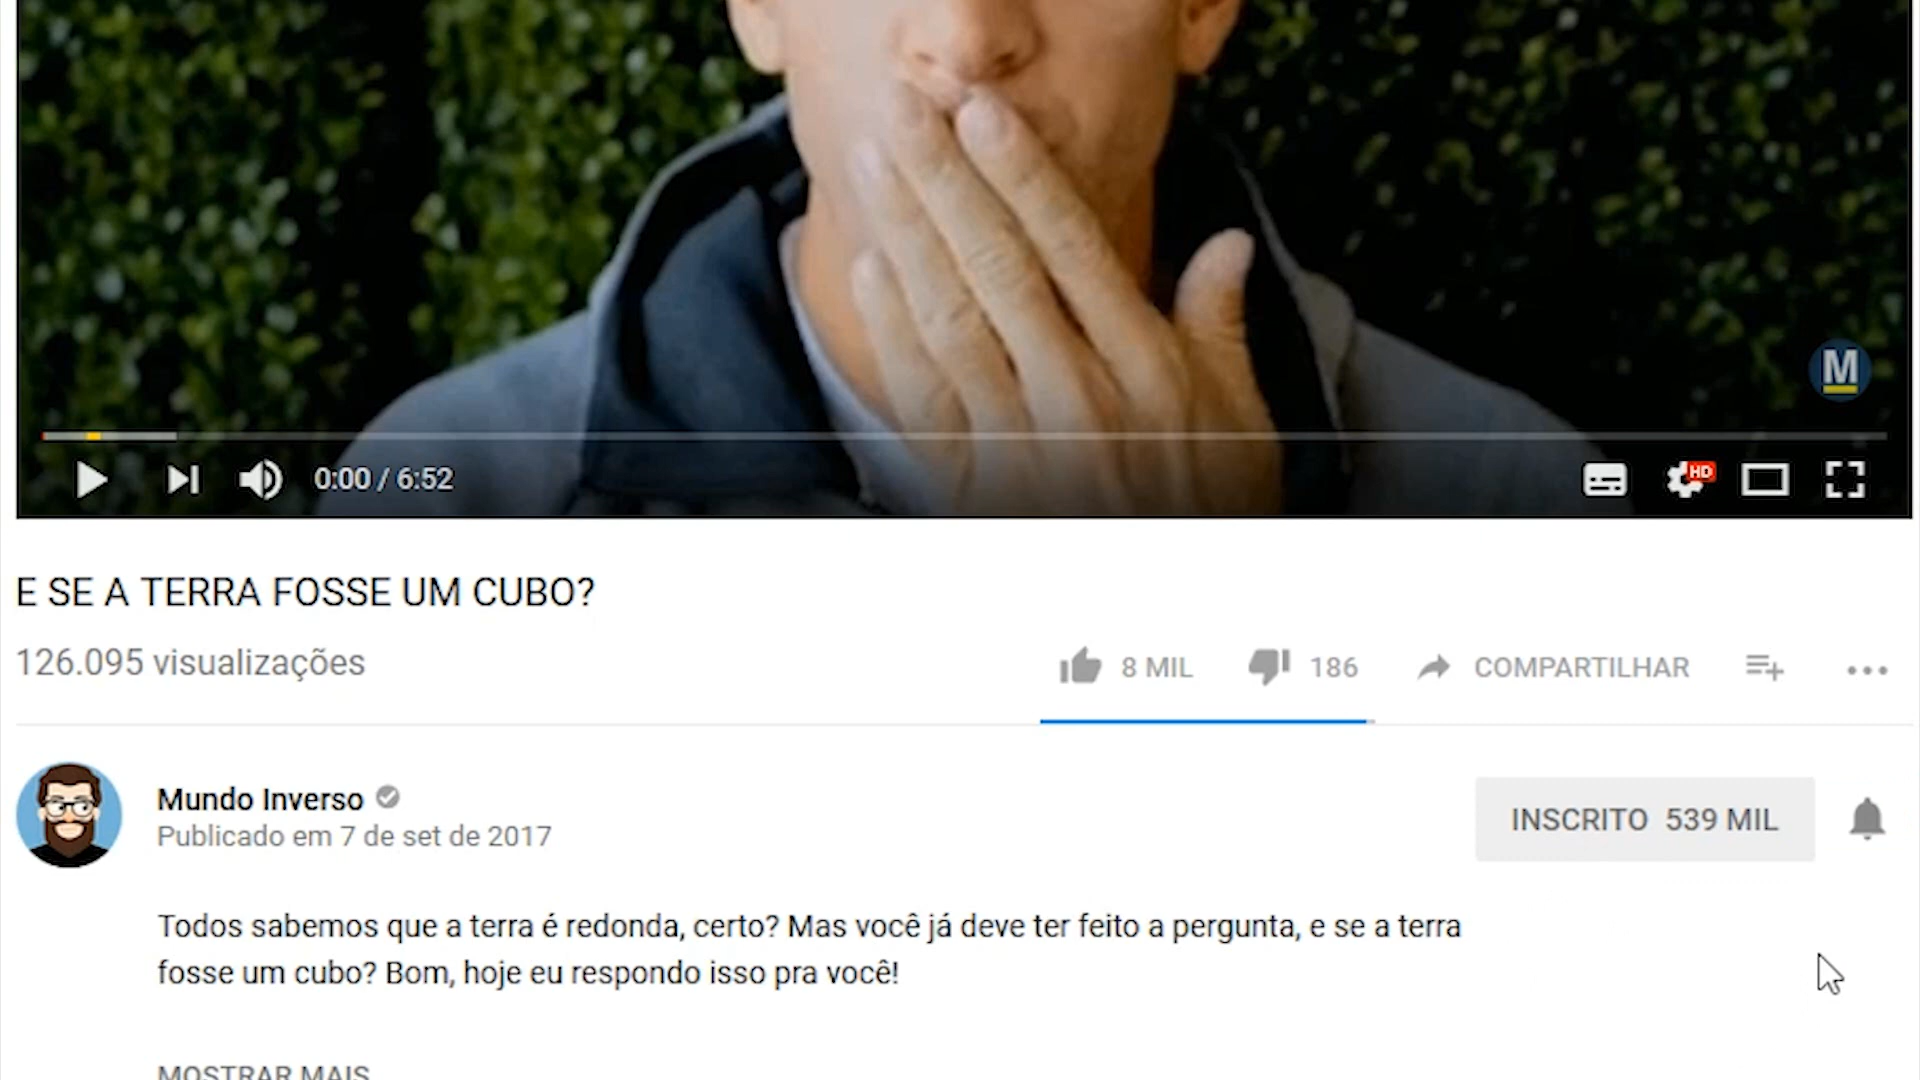 M
0:00 / 6:52
HD
E SE A TERRA FOSSE UM CUBO?
126.095 visualizações
8 MIL
186
COMPARTILHAR
Mundo Inverso
Publicado em 7 de set de 2017
INSCRITO 539 MIL
Todos sabemos que a terra é redonda, certo? Mas você já deve ter feito a pergunta, e se a terra
fosse um cubo? Bom, hoje eu respondo isso pra você!
MOSTRAR MAIS